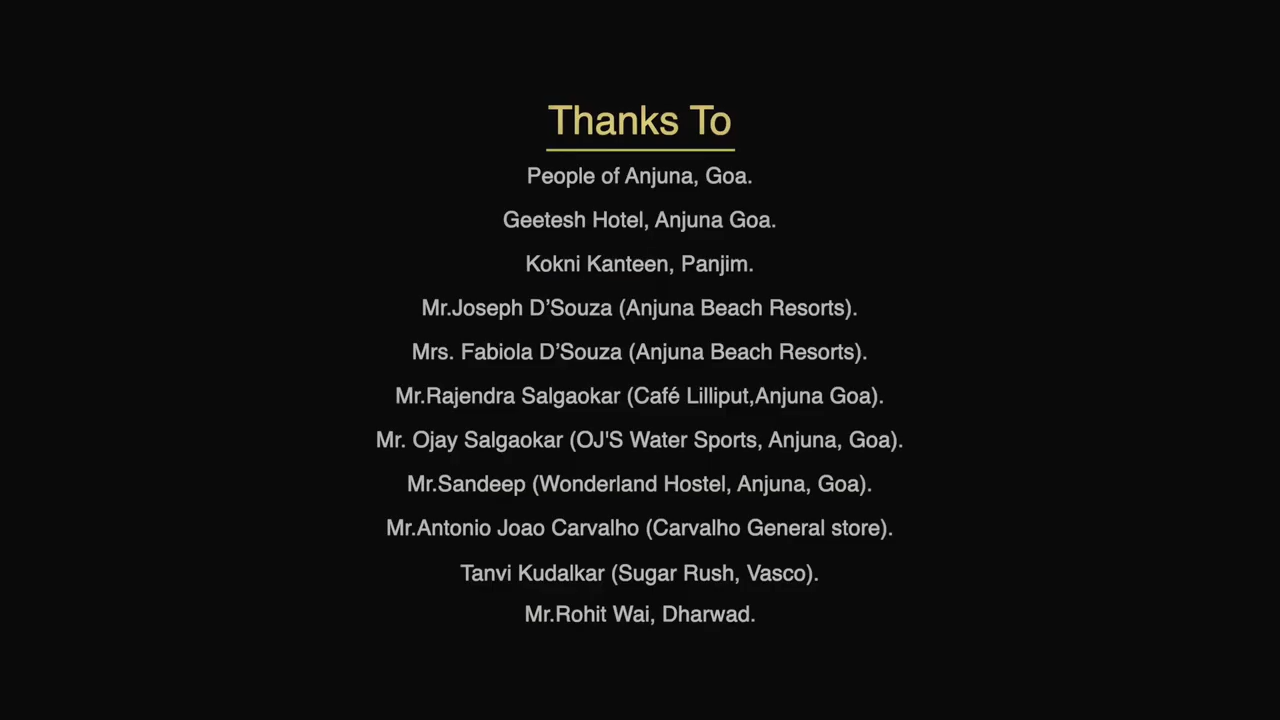 Thanks To
People of Anjuna, Goa.
Geetesh Hotel, Anjuna Goa.
Kokni Kanteen, Panjim.
Mr.Joseph D’Souza (Anjuna Beach Resorts).
Mrs. Fabiola D’Souza (Anjuna Beach Resorts).
Mr.Rajendra Salgaokar (Café Lilliput,Anjuna Goa).
Mr. Ojay Salgaokar (OJ'S Water Sports, Anjuna, Goa).
Mr.Sandeep (Wonderland Hostel, Anjuna, Goa).
Mr.Antonio Joao Carvalho (Carvalho General store).
Tanvi Kudalkar (Sugar Rush, Vasco).
Mr.Rohit Wai, Dharwad.